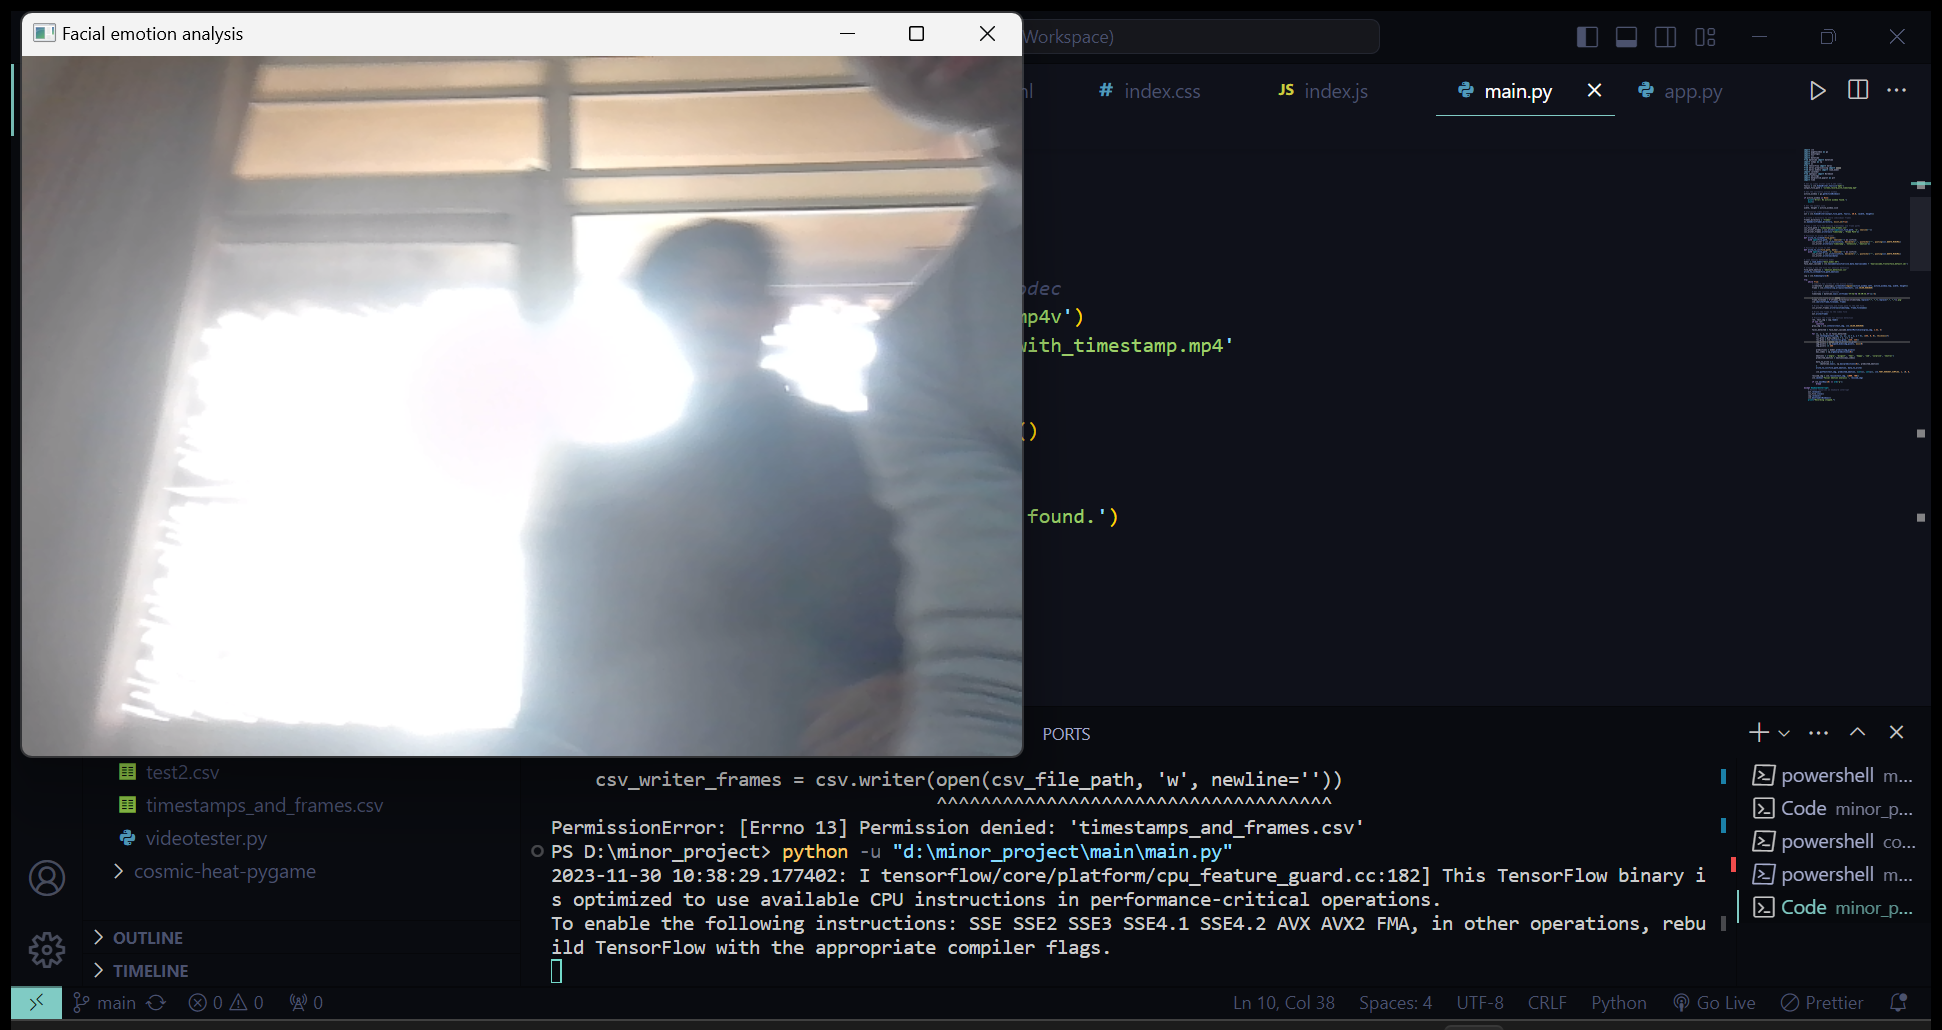 Facial emotion analysis
Workspace)
index.css
JS index.js
main.py
app.py
odec
mp4v')
with_timestamp.mp4'
()
found.')
PORTS
test2.csv
timestamps_and_frames.csv
videotester.py
cosmic-heat-pygame
OUTLINE
TIMELINE
csv_writer_frames = csv.writer(open(csv_file_path, 'w', newline=''))
^^^^^^^^^^^^^^^^^^^^^^^^^^^^^^^^^^^^
PermissionError: [Errno 13] Permission denied: 'timestamps_and_frames.csv'
PS D:\minor_project> python -u "d:\minor_project\main\main.py"
2023-11-30 10:38:29.177402: I tensorflow/core/platform/cpu_feature_guard.cc:182] This TensorFlow binary i
s optimized to use available CPU instructions in performance-critical operations.
To enable the following instructions: SSE SSE2 SSE3 SSE4.1 SSE4.2 AVX AVX2 FMA, in other operations, rebu
ild TensorFlow with the appropriate compiler flags.
powershell m...
Code minor_p...
powershell co...
powershell m...
Code minor_p...
main
0 0
0
Ln 10, Col 38
Spaces: 4
UTF-8
CRLF
Python
Go Live
Prettier